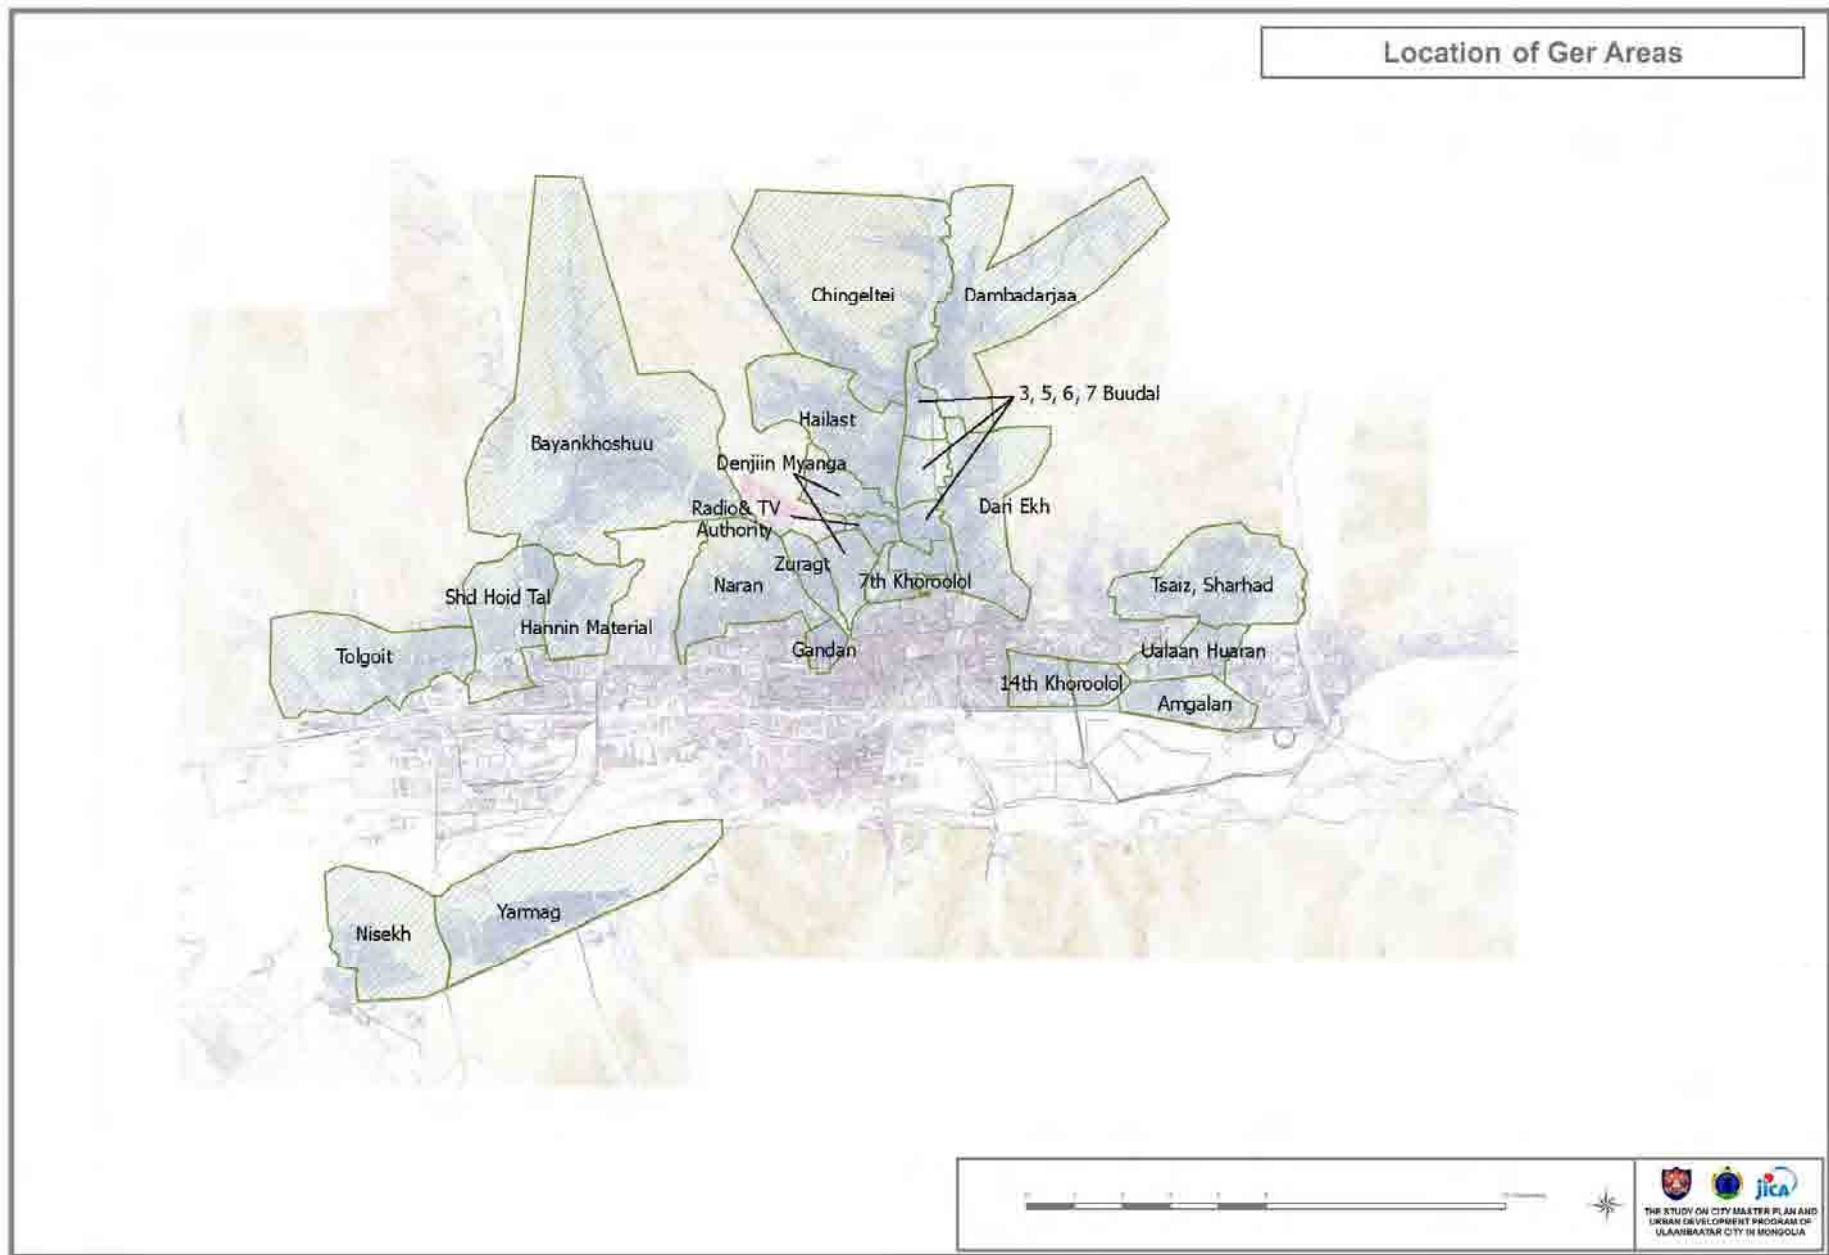 Location of Ger Areas
Chingeltei
Dambadarjaa
3, 5, 6, 7 Buudal
Hailast
Bayankhoshuu
Denjiin Myanga
Radio& TV
Authority
Dari Ekh
Zuragt
Naran
7th Khoroolol
Tsaiz, Sharhad
Shd Hoid Tal
Hannin Material
Tolgoit
Gandan
Ualaan Huaran
14th Khoroolol
Amgalan
Yarmag
Nisekh
jICA
THE STUDY ON CITY MASTER PLAN AND
URBAN DEVELOPMENT PROGRAM OF
ULAANBAATAR CITY IN MONGOLIA